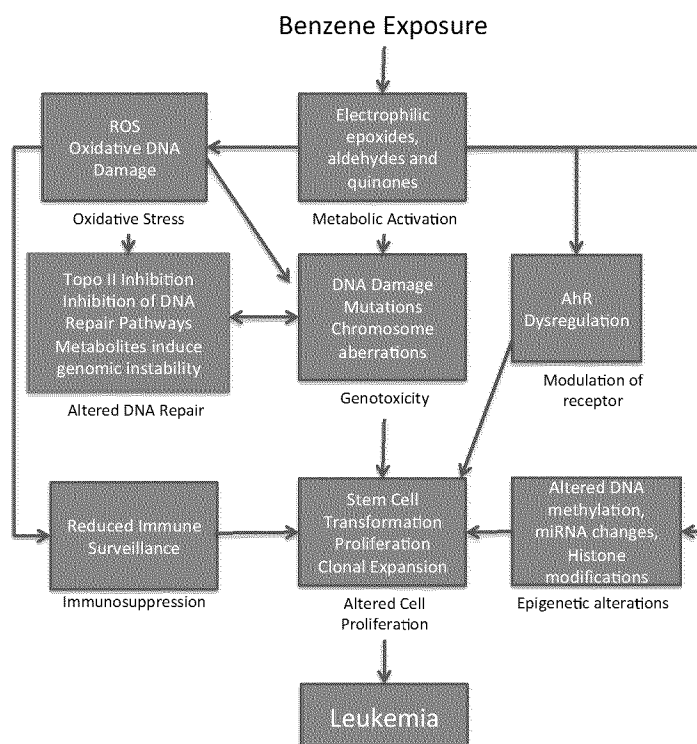 Benzene Exposure
ROS
Oxidative DNA
Damage
Oxidative Stress
Electrophilic
epoxides,
aldehydes and
quinones
Metabolic Activation
Topo II Inhibition
Inhibition of DNA
Repair Pathways
Metabolites induce
genomic instability
Altered DNA Repair
DNA Damage
Mutations
Chromosome
aberrations
Genotoxicity
AhR
Dysregulation
Modulation of
receptor
Reduced Immune
Surveillance
Immunosuppression
Stem Cell
Transformation
Proliferation
Clonal Expansion
Altered Cell
Proliferation
Altered DNA
methylation,
miRNA changes,
Histone
modifications
Epigenetic alterations
Leukemia